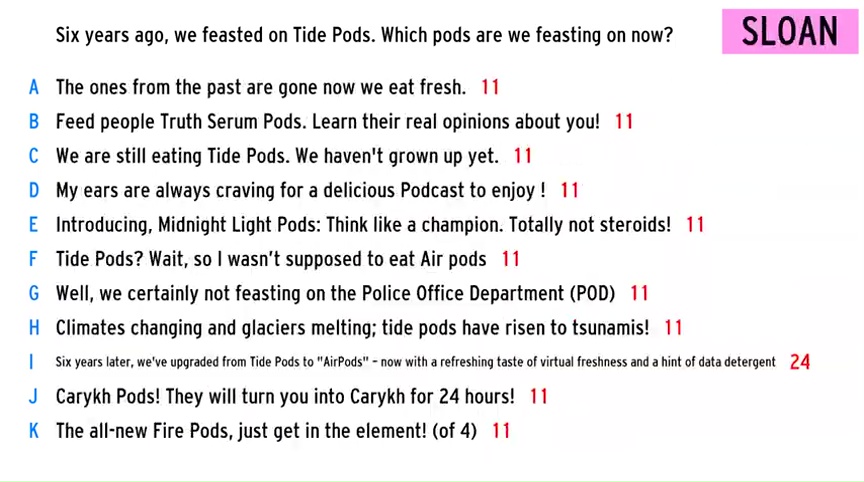 Six years ago, we feasted on Tide Pods. Which pods are we feasting on now?
SLOAN
A The ones from the past are gone now we eat fresh. 11
B Feed people Truth Serum Pods. Learn their real opinions about you! 11
C We are still eating Tide Pods. We haven't grown up yet. 11
D My ears are always craving for a delicious Podcast to enjoy ! 11
E Introducing, Midnight Light Pods: Think like a champion. Totally not steroids! 11
F Tide Pods? Wait, so I wasn’t supposed to eat Air pods 11
G Well, we certainly not feasting on the Police Office Department (POD) 11
H Climates changing and glaciers melting; tide pods have risen to tsunamis! 11
I Six years later, we've upgraded from Tide Pods to "AirPods" – now with a refreshing taste of virtual freshness and a hint of data detergent 24
J Carykh Pods! They will turn you into Carykh for 24 hours! 11
K The all-new Fire Pods, just get in the element! (of 4) 11